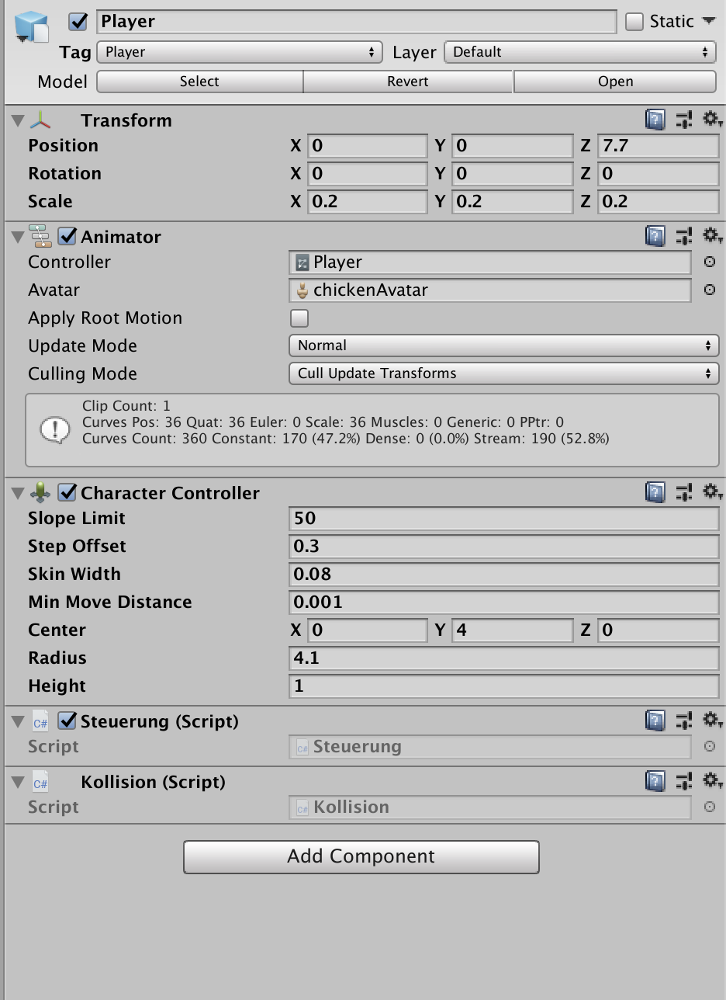 Player
Static
Tag Player Layer Default
Model Select Revert Open
Transform
Position X 0 Y 0 Z 7.7
Rotation X 0 Y 0 Z 0
Scale X 0.2 Y 0.2 Z 0.2
Animator
Controller Player
Avatar chickenAvatar
Apply Root Motion
Update Mode Normal
Culling Mode Cull Update Transforms
Clip Count: 1
Curves Pos: 36 Quat: 36 Euler: 0 Scale: 36 Muscles: 0 Generic: 0 PPtr: 0
Curves Count: 360 Constant: 170 (47.2%) Dense: 0 (0.0%) Stream: 190 (52.8%)
Character Controller
Slope Limit 50
Step Offset 0.3
Skin Width 0.08
Min Move Distance 0.001
Center X 0 Y 4 Z 0
Radius 4.1
Height 1
C# Steuerung (Script)
Script C# Steuerung
C# Kollision (Script)
Script C# Kollision
Add Component